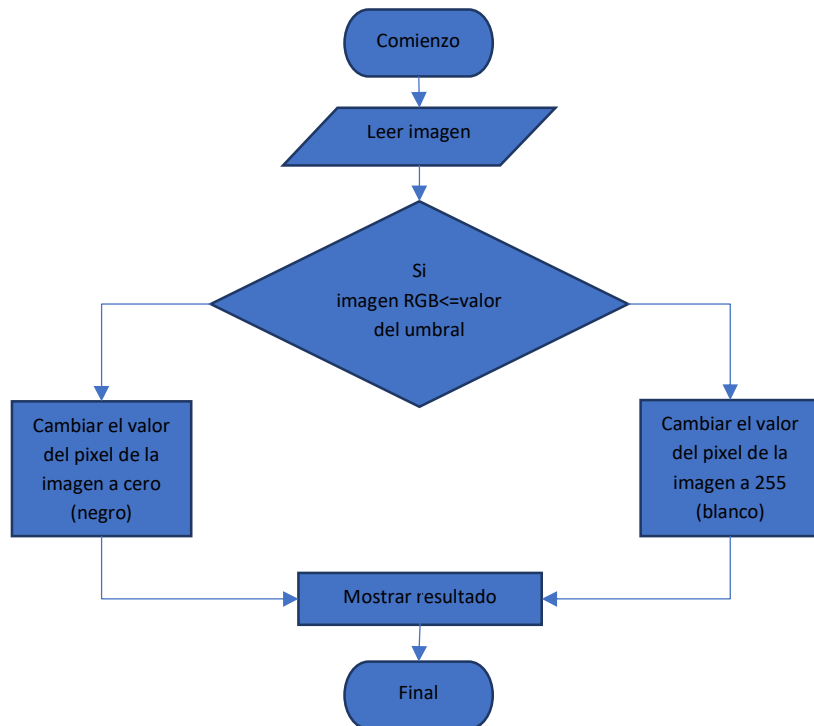 Comienzo
Leer imagen
Si
imagen RGB<=valor
del umbral
Cambiar el valor
del pixel de la
imagen a cero
(negro)
Cambiar el valor
del pixel de la
imagen a 255
(blanco)
Mostrar resultado
Final